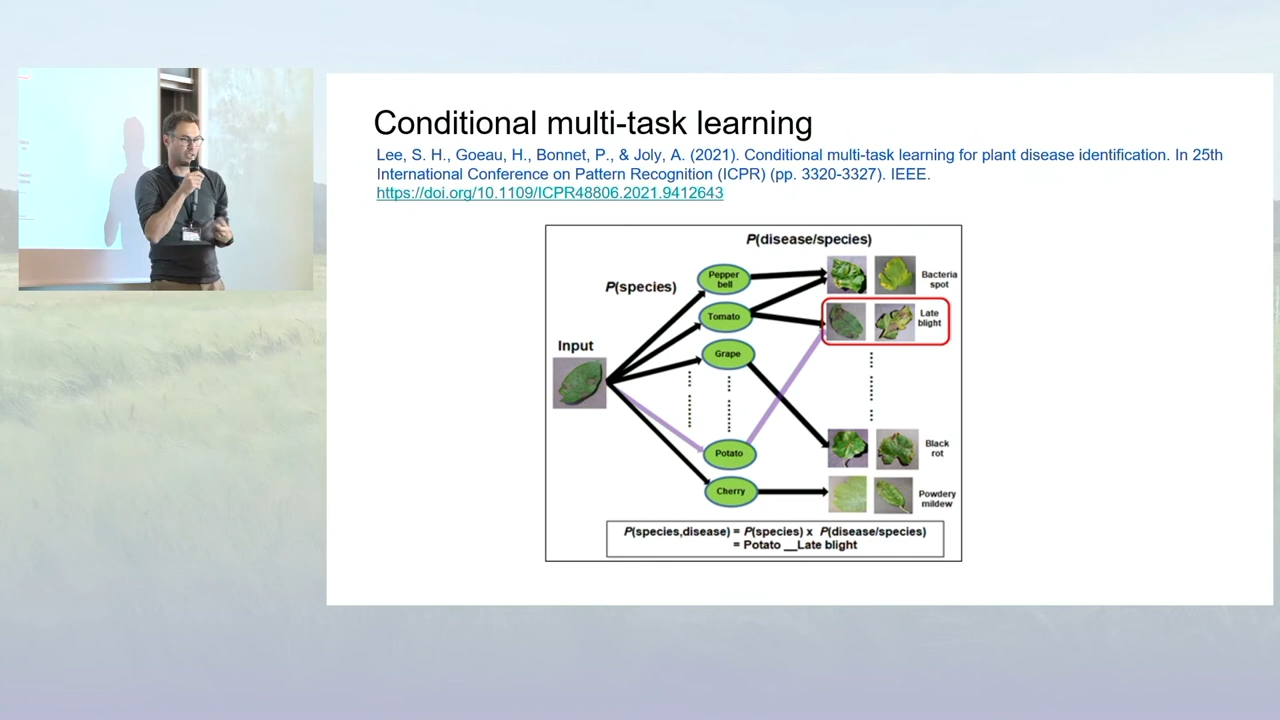 Conditional multi-task learning
Lee, S. H., Goeau, H., Bonnet, P., & Joly, A. (2021). Conditional multi-task learning for plant disease identification. In 25th
International Conference on Pattern Recognition (ICPR) (pp. 3320-3327). IEEE.
https://doi.org/10.1109/ICPR48806.2021.9412643
P(disease/species)
P(species)
Input
Pepper
bell
Tomato
Grape
Potato
Cherry
Bacteria
spot
Late
blight
Black
rot
Powdery
mildew
P(species,disease) = P(species) x P(disease/species)
= Potato __Late blight